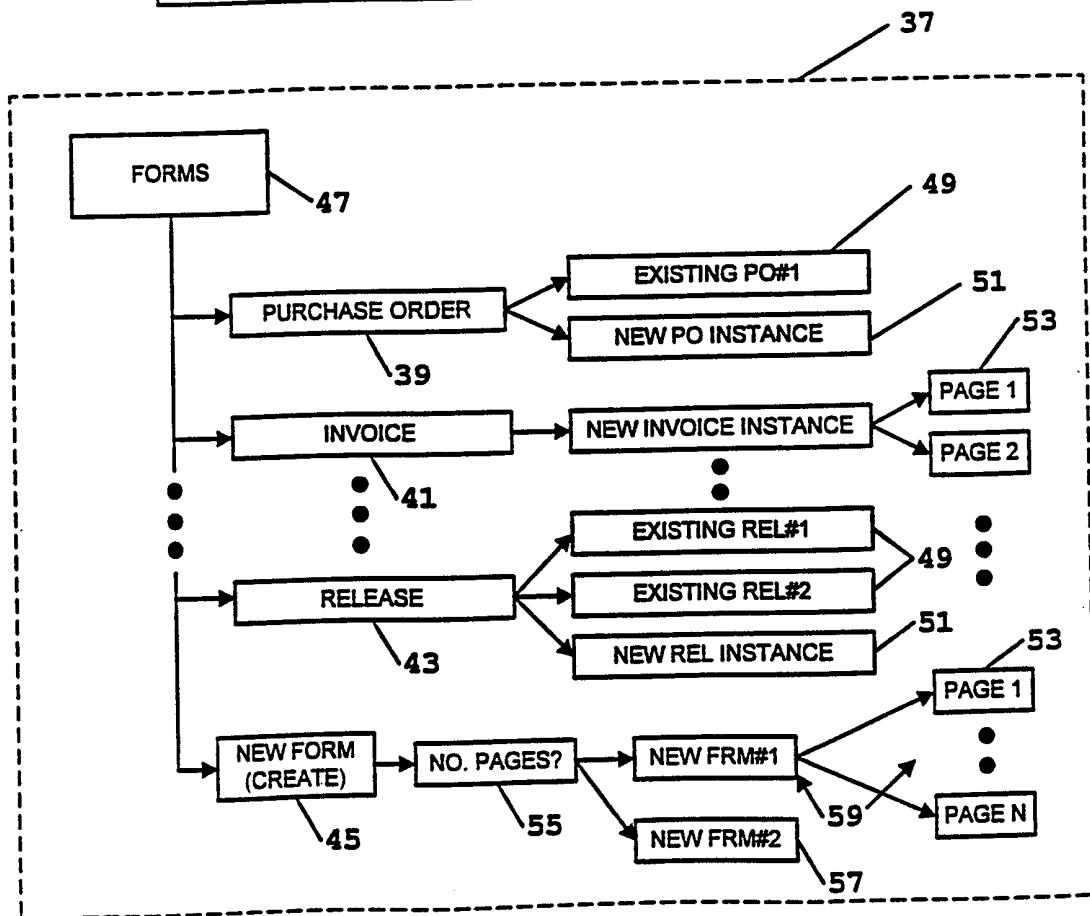 37
FORMS
47
49
EXISTING PO#1
51
PURCHASE ORDER
NEW PO INSTANCE
53
39
PAGE 1
INVOICE
NEW INVOICE INSTANCE
PAGE 2
41
EXISTING REL#1
49
RELEASE
EXISTING REL#2
51
43
NEW REL INSTANCE
53
PAGE 1
NEW FORM
(CREATE)
NO. PAGES?
NEW FRM#1
59
PAGE N
45
55
NEW FRM#2
57